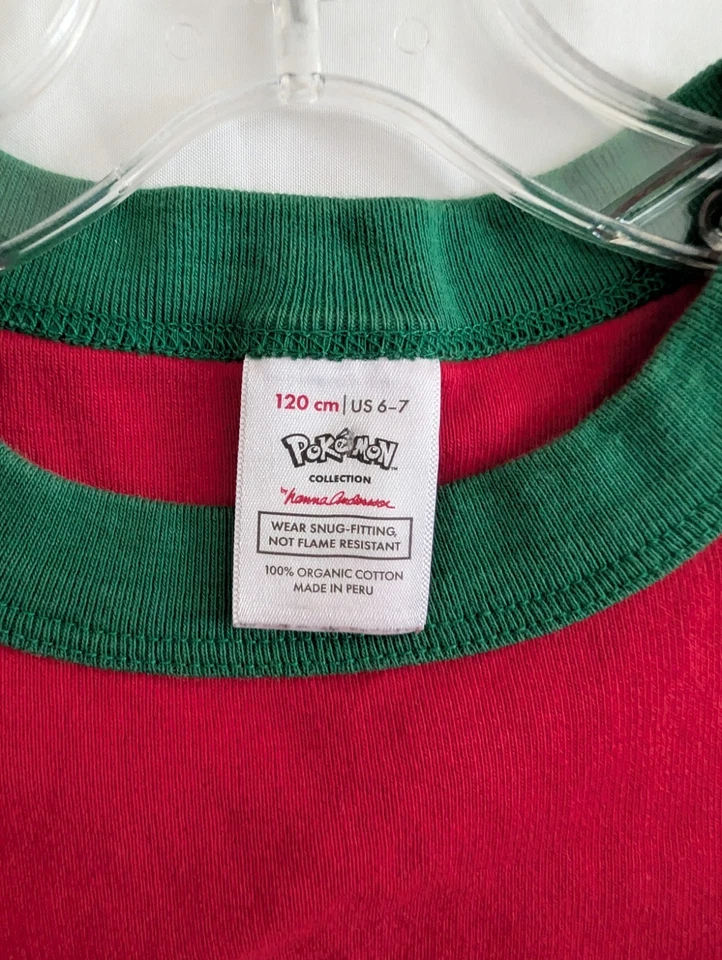 120 cm | US 6–7
POKéMON™
COLLECTION
by hanna Andersson
WEAR SNUG-FITTING,
NOT FLAME RESISTANT
100% ORGANIC COTTON
MADE IN PERU